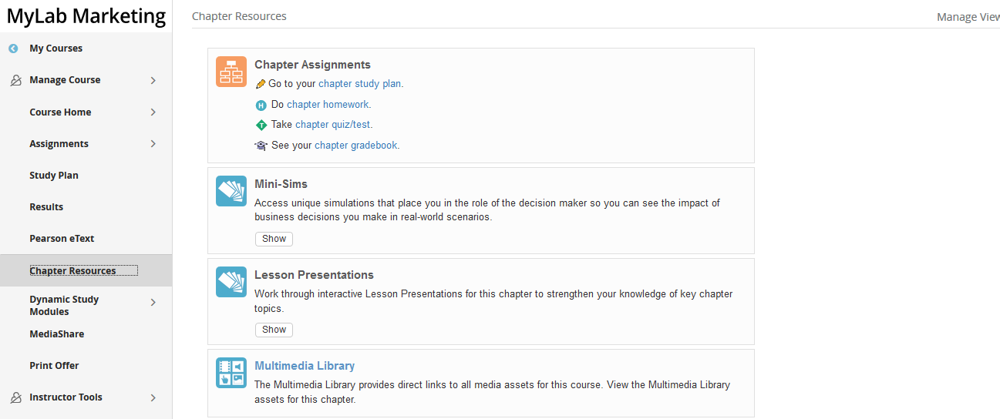 MyLab Marketing
My Courses
Manage Course
Course Home
Assignments
Study Plan
Results
Pearson eText
Chapter Resources
Dynamic Study
Modules
MediaShare
Print Offer
Instructor Tools
Chapter Resources
Manage View
Chapter Assignments
Go to your chapter study plan.
H Do chapter homework.
T Take chapter quiz/test.
See your chapter gradebook.
Mini-Sims
Access unique simulations that place you in the role of the decision maker so you can see the impact of
business decisions you make in real-world scenarios.
Show
Lesson Presentations
Work through interactive Lesson Presentations for this chapter to strengthen your knowledge of key chapter
topics.
Show
Multimedia Library
The Multimedia Library provides direct links to all media assets for this course. View the Multimedia Library
assets for this chapter.